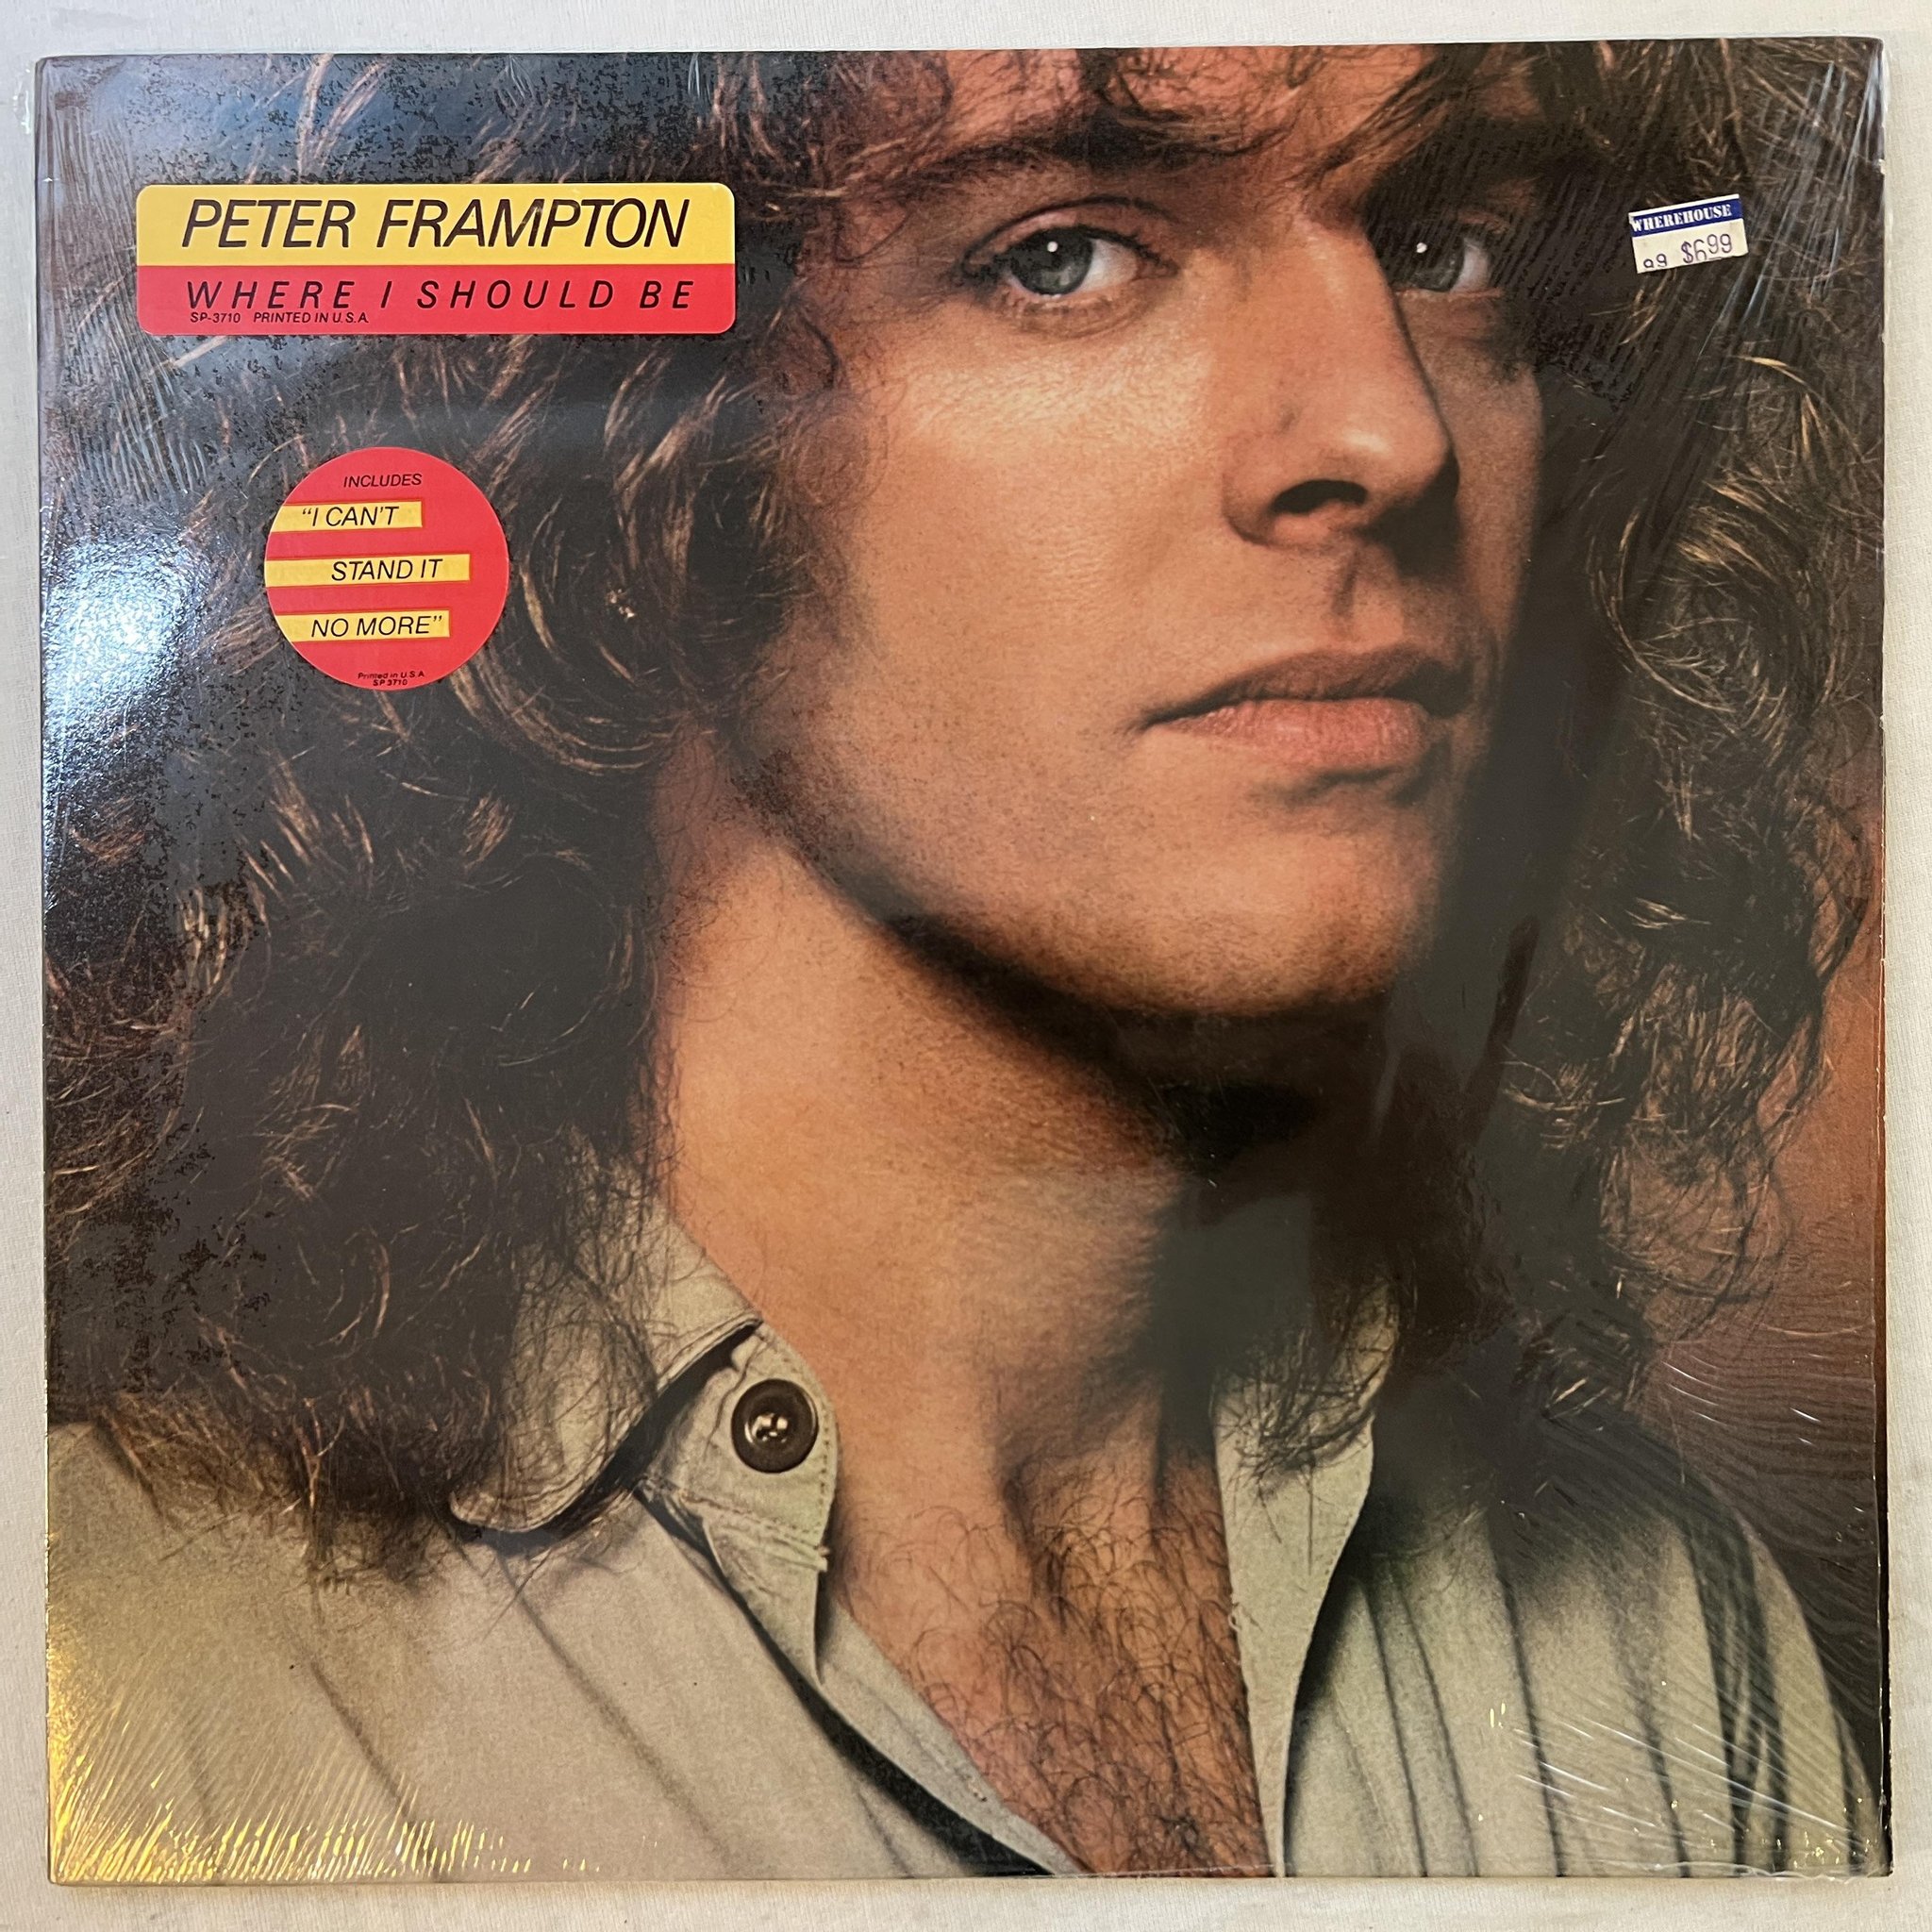 PETER FRAMPTON
WHERE I SHOULD BE
SP-3710 PRINTED IN U.S.A.
WHEREHOUSE
99 $6.99
INCLUDES
"I CAN'T
STAND IT
NO MORE"
Printed in U.S.A.
SP 3710